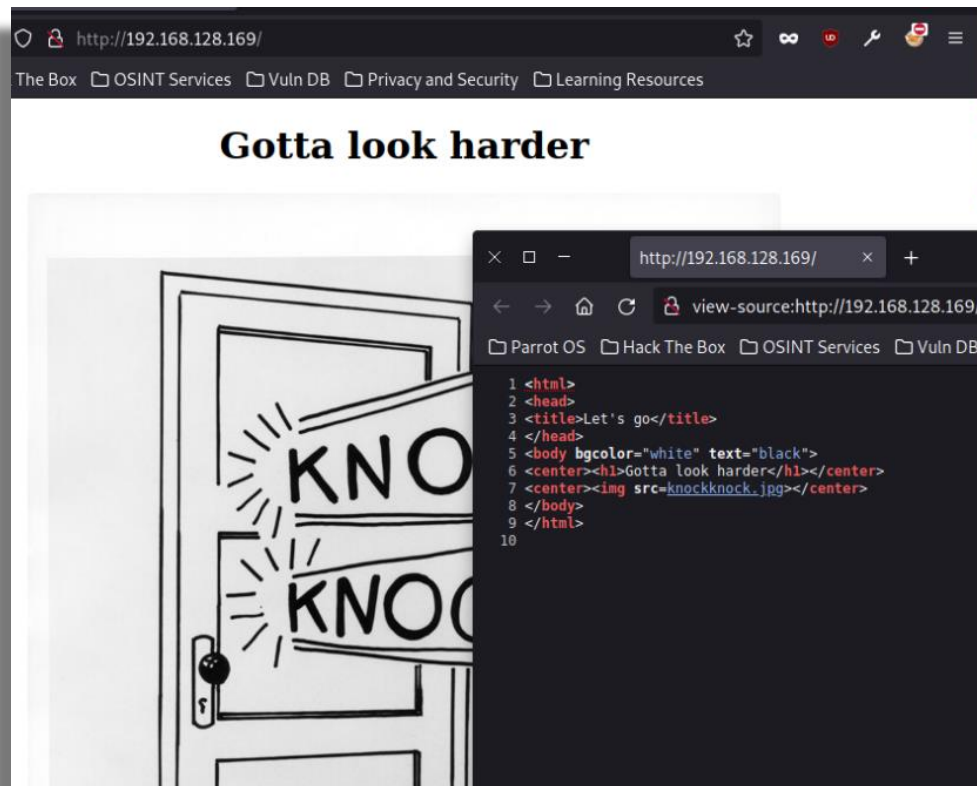 http://192.168.128.169/
The Box OSINT Services Vuln DB Privacy and Security Learning Resources
Gotta look harder
http://192.168.128.169/
view-source:http://192.168.128.169/
Parrot OS Hack The Box OSINT Services Vuln DB
1 <html>
2 <head>
3 <title>Let's go</title>
4 </head>
5 <body bgcolor="white" text="black">
6 <center><h1>Gotta look harder</h1></center>
7 <center><img src=knockknock.jpg></center>
8 </body>
9 </html>
10
KNO
KNOC